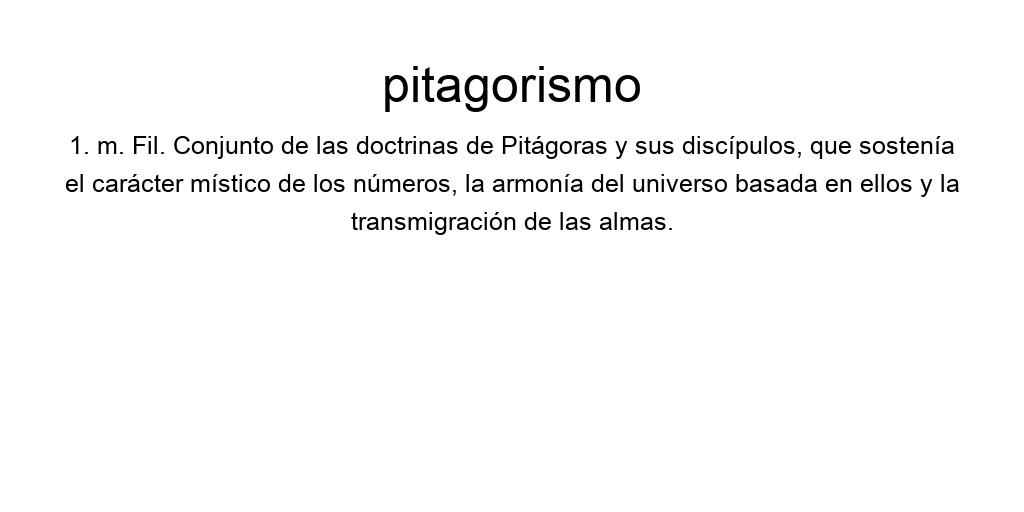 pitagorismo
1. m. Fil. Conjunto de las doctrinas de Pitágoras y sus discípulos, que sostenía
el carácter místico de los números, la armonía del universo basada en ellos y la
transmigración de las almas.